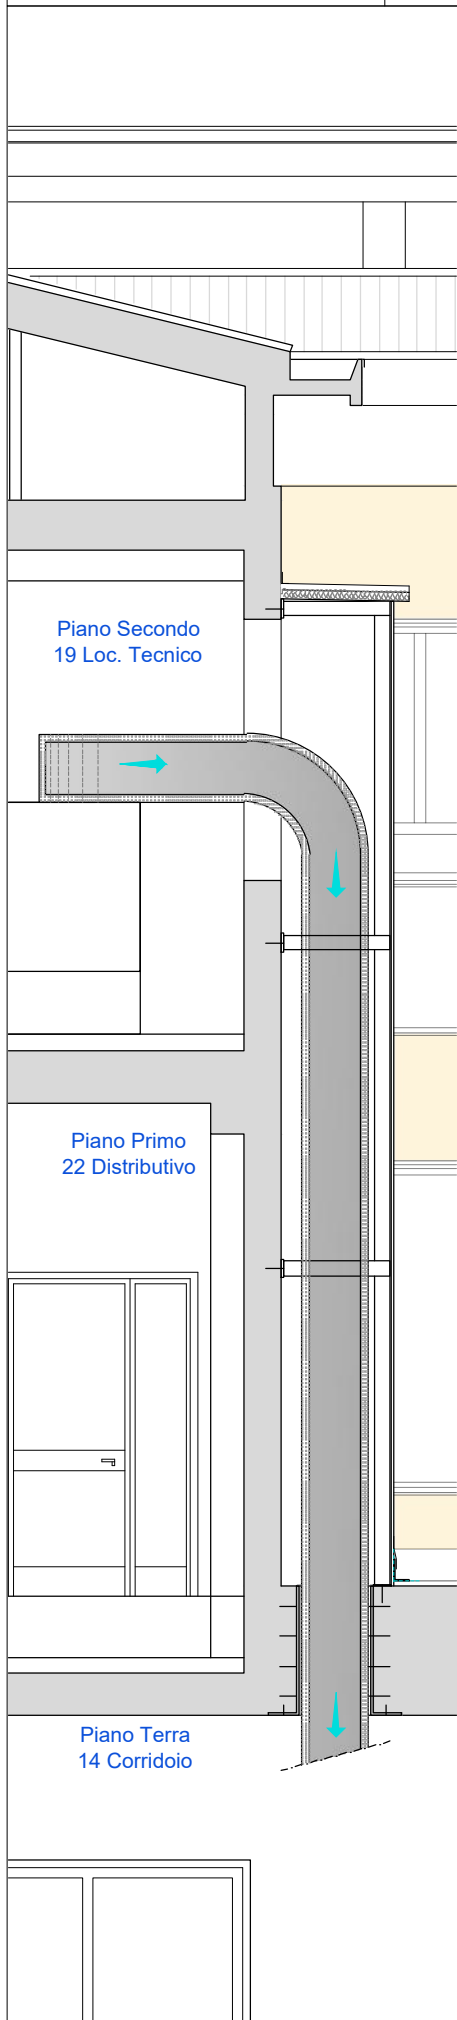 Piano Secondo
19 Loc. Tecnico
Piano Primo
22 Distributivo
Piano Terra
14 Corridoio